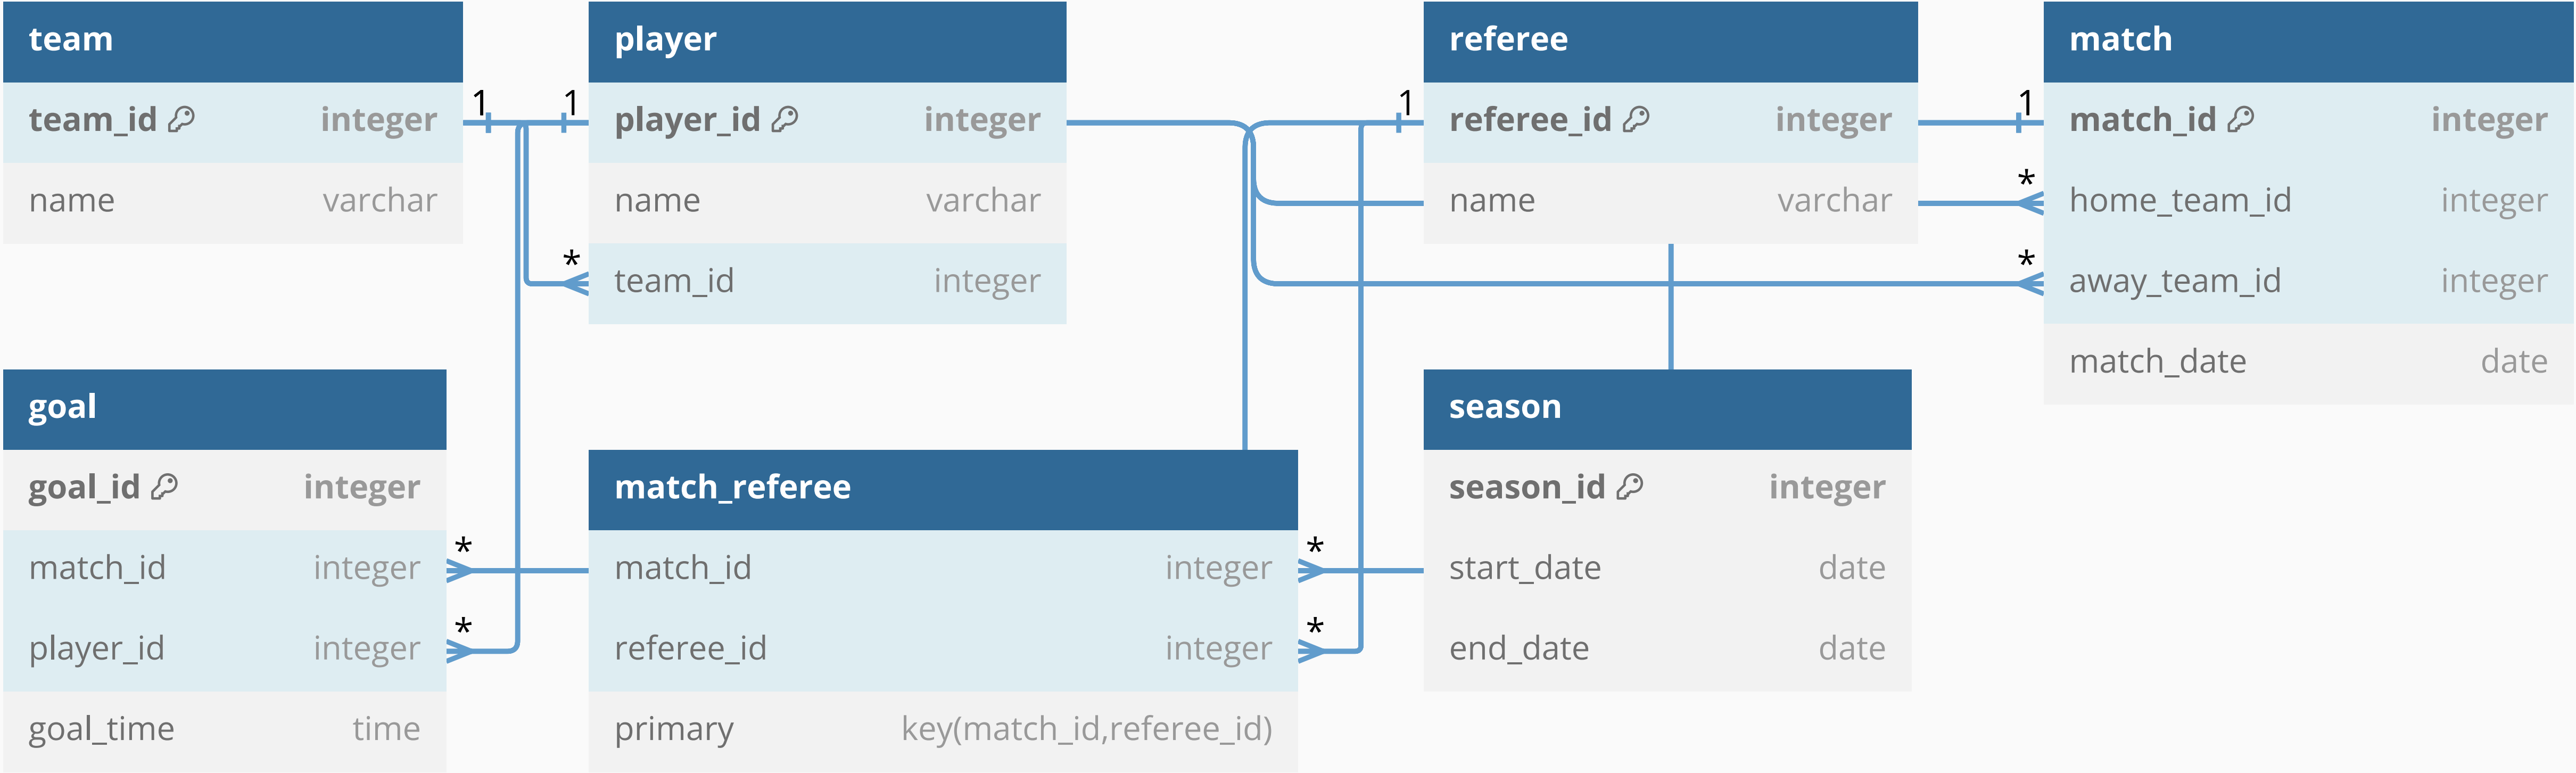 team
team_id integer
name varchar
player
player_id integer
name varchar
team_id integer
referee
referee_id integer
name varchar
match
match_id integer
home_team_id integer
away_team_id integer
match_date date
1
1
*
1
1
*
*
goal
goal_id integer
match_id integer
player_id integer
goal_time time
*
*
match_referee
match_id integer
referee_id integer
primary key(match_id,referee_id)
*
*
season
season_id integer
start_date date
end_date date